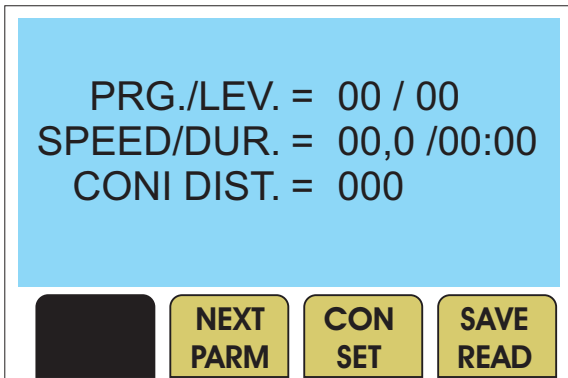 PRG./LEV. = 00 / 00
SPEED/DUR. = 00,0 /00:00
CONI DIST. = 000
NEXT PARM
CON SET
SAVE READ